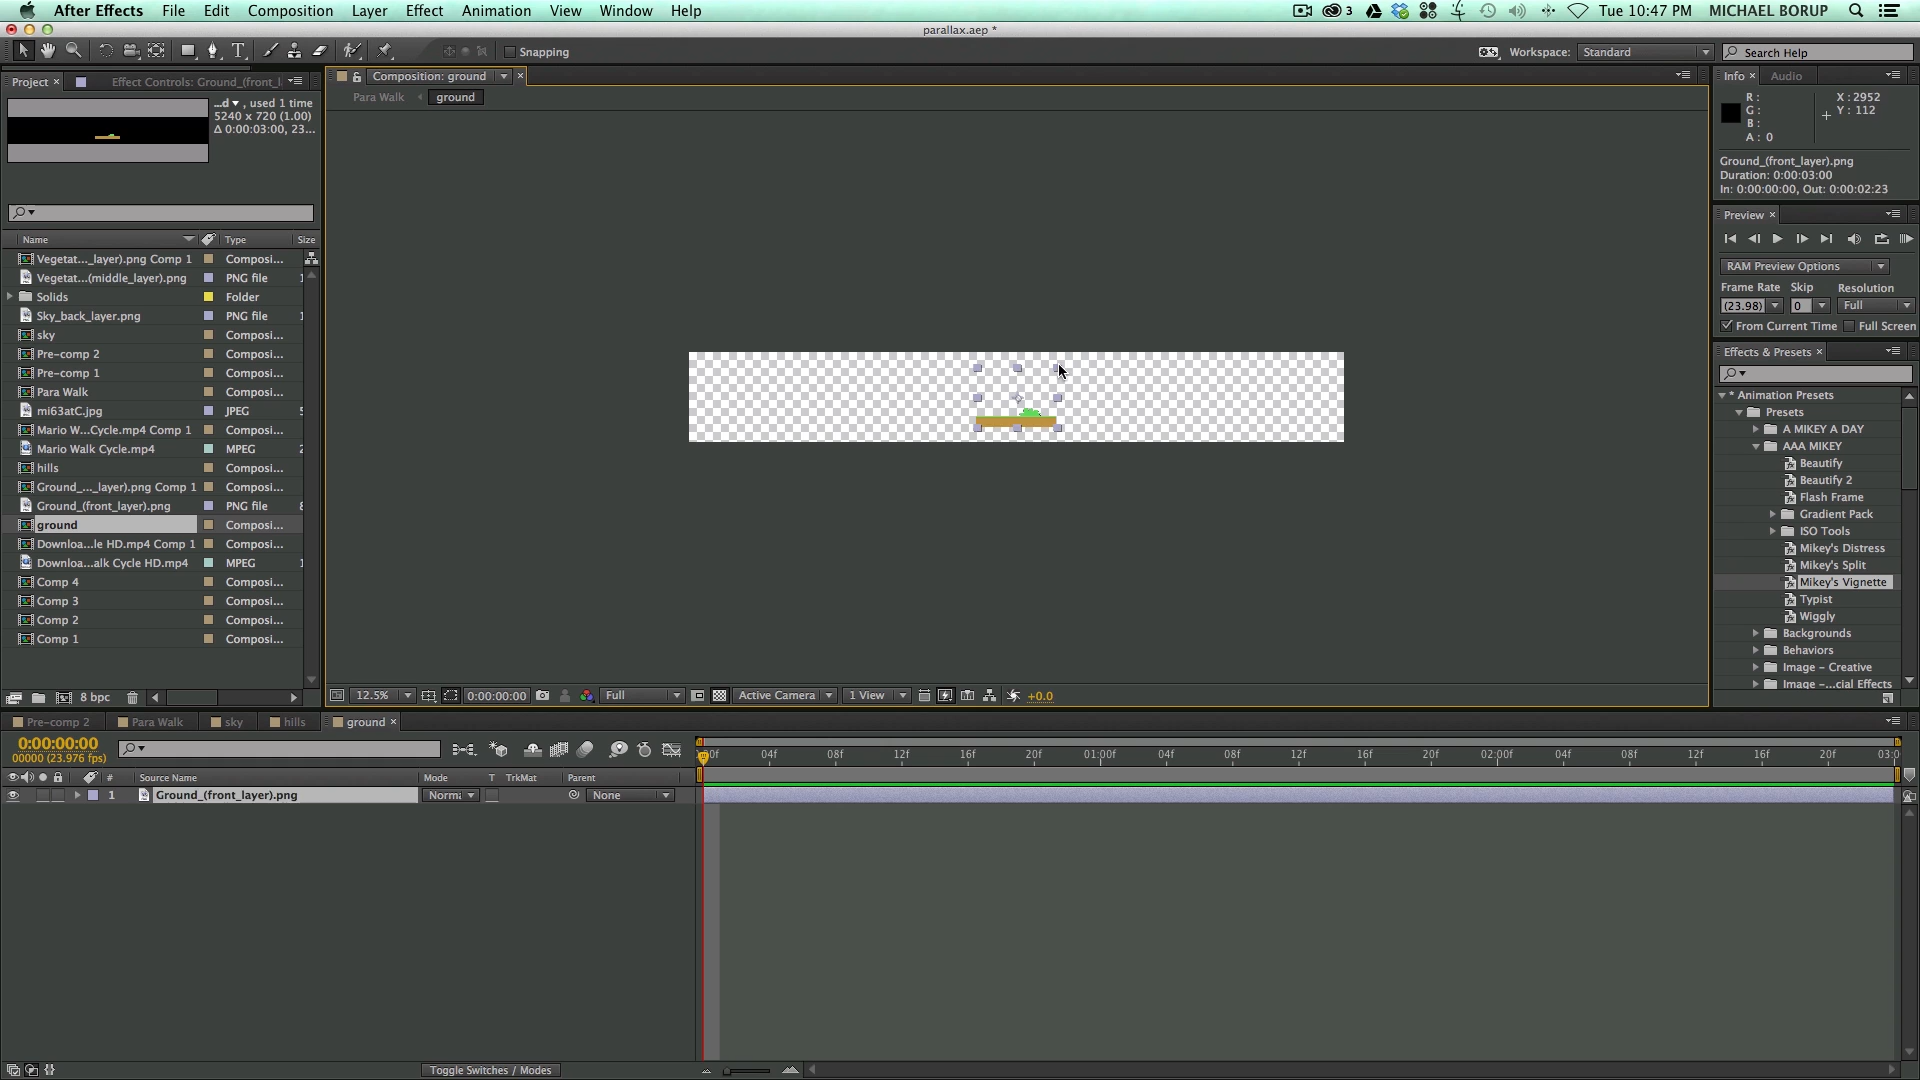 After Effects File Edit Composition Layer Effect Animation View Window Help 3 Tue 10:47 PM MICHAEL BORUP
parallax.aep *
T Snapping Workspace: Standard Search Help
Project × Effect Controls: Ground_(front_l
...d ▾, used 1 time
5240 x 720 (1.00)
Δ 0:00:03:00, 23...
Name Type Size
Vegetat..._layer).png Comp 1 Composi...
Vegetat...(middle_layer).png PNG file
Solids Folder
Sky_back_layer.png PNG file
sky Composi...
Pre-comp 2 Composi...
Pre-comp 1 Composi...
Para Walk Composi...
mi63atC.jpg JPEG
Mario W...Cycle.mp4 Comp 1 Composi...
Mario Walk Cycle.mp4 MPEG
hills Composi...
Ground_..._layer).png Comp 1 Composi...
Ground_(front_layer).png PNG file
ground Composi...
Downloa...le HD.mp4 Comp 1 Composi...
Downloa...alk Cycle HD.mp4 MPEG
Comp 4 Composi...
Comp 3 Composi...
Comp 2 Composi...
Comp 1 Composi...
8 bpc
Composition: ground ×
Para Walk ground
12.5% 0:00:00:00 Full Active Camera 1 View +0.0
Info × Audio
R :
G :
B :
A : 0
X : 2952
Y : 112
Ground_(front_layer).png
Duration: 0:00:03:00
In: 0:00:00:00, Out: 0:00:02:23
Preview ×
RAM Preview Options
Frame Rate Skip Resolution
(23.98) 0 Full
From Current Time Full Screen
Effects & Presets ×
* Animation Presets
Presets
A MIKEY A DAY
AAA MIKEY
Beautify
Beautify 2
Flash Frame
Gradient Pack
ISO Tools
Mikey's Distress
Mikey's Split
Mikey's Vignette
Typist
Wiggly
Backgrounds
Behaviors
Image – Creative
Image –...cial Effects
Pre-comp 2 Para Walk sky hills ground ×
0:00:00:00
00000 (23.976 fps)
04f 08f 12f 16f 20f 01:00f 04f 08f 12f 16f 20f 02:00f 04f 08f 12f 16f 20f 03:0
# Source Name Mode T TrkMat Parent
1 Ground_(front_layer).png Norma None
Toggle Switches / Modes